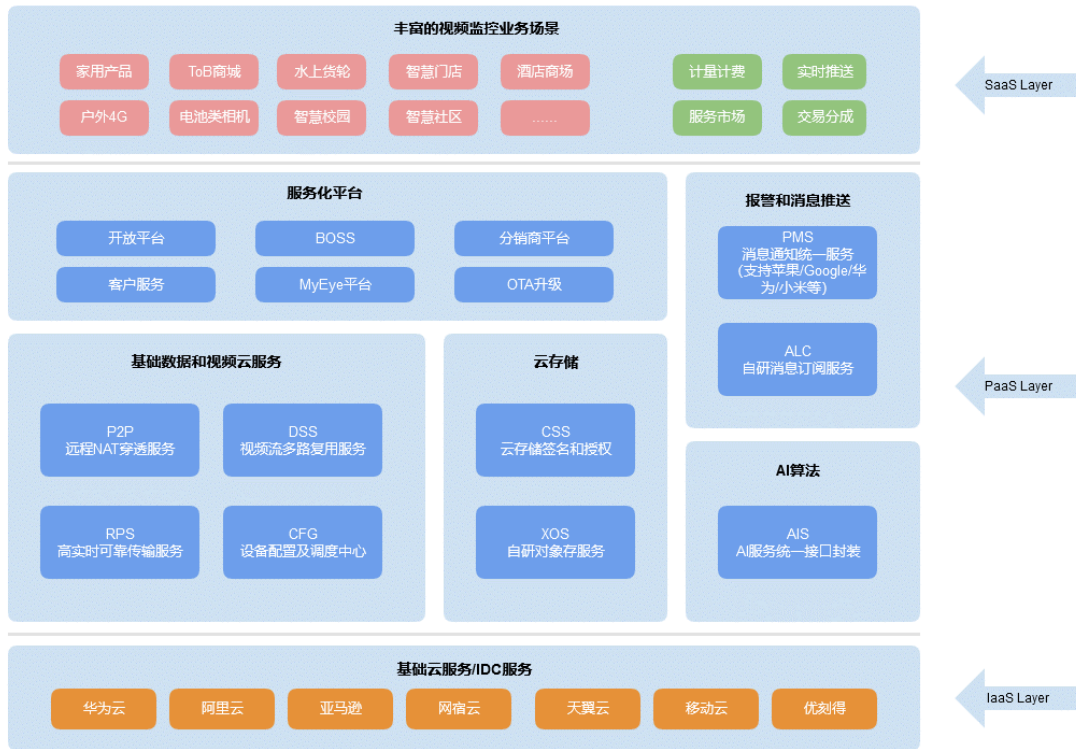 丰富的视频监控业务场景
家用产品
ToB商城
水上货轮
智慧门店
酒店商场
计量计费
实时推送
户外4G
电池类相机
智慧校园
智慧社区
......
服务市场
交易分成
SaaS Layer
服务化平台
开放平台
BOSS
分销商平台
客户服务
MyEye平台
OTA升级
报警和消息推送
PMS
消息通知统一服务
(支持苹果/Google/华
为/小米等)
ALC
自研消息订阅服务
基础数据和视频云服务
P2P
远程NAT穿透服务
DSS
视频流多路复用服务
RPS
高实时可靠传输服务
CFG
设备配置及调度中心
云存储
CSS
云存储签名和授权
XOS
自研对象存服务
AI算法
AIS
AI服务统一接口封装
PaaS Layer
基础云服务/IDC服务
华为云
阿里云
亚马逊
网宿云
天翼云
移动云
优刻得
IaaS Layer